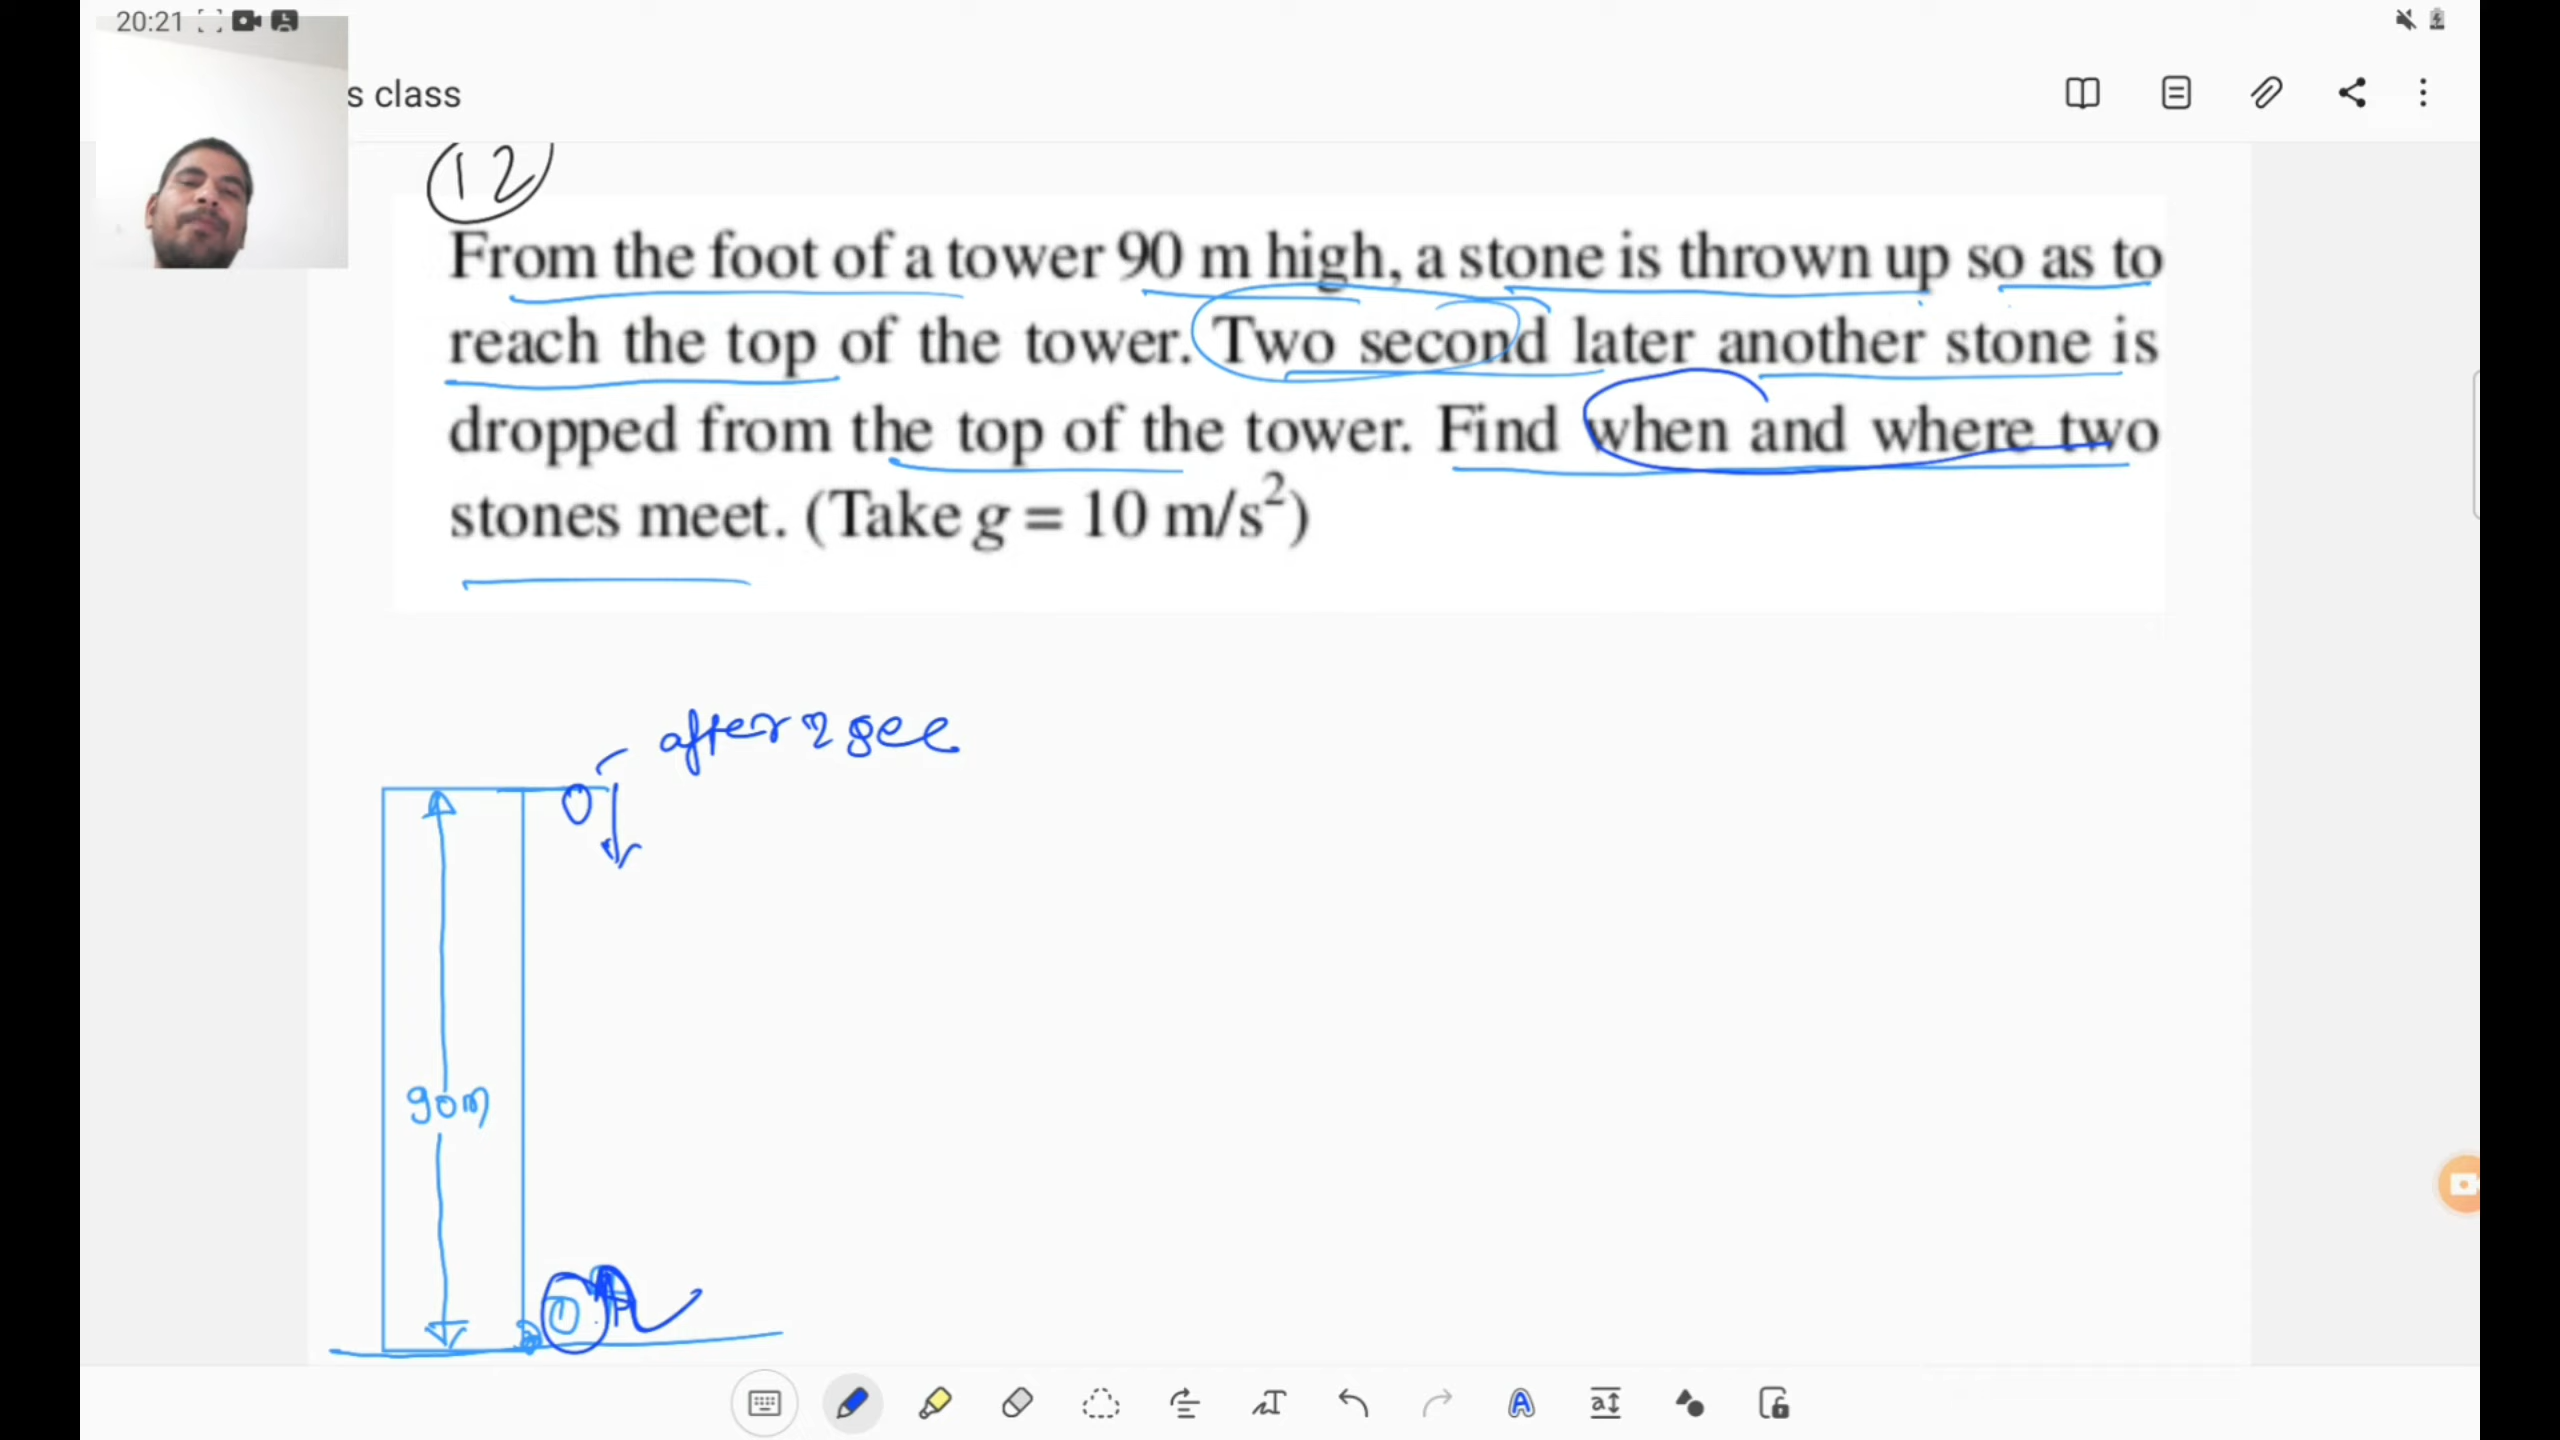 20:21
s class
12
From the foot of a tower 90 m high, a stone is thrown up so as to
reach the top of the tower. Two second later another stone is
dropped from the top of the tower. Find when and where two
stones meet. (Take g = 10 m/s²)
after 2 sec
90m